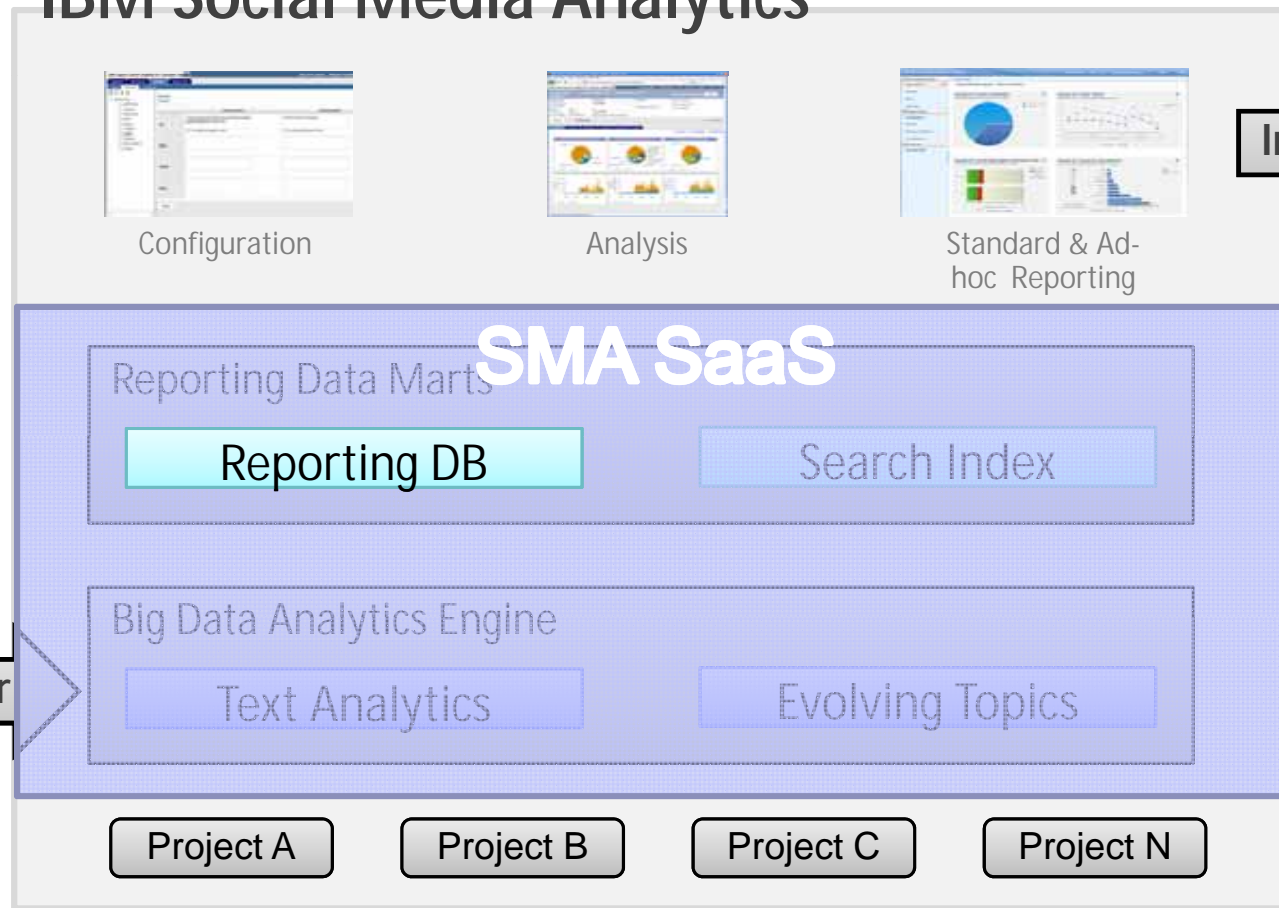 IBM Social Media Analytics
In
Configuration
Analysis
Standard & Ad-
hoc Reporting
SMA SaaS
Reporting Data Marts
Reporting DB
Search Index
Big Data Analytics Engine
r
Text Analytics
Evolving Topics
Project A
Project B
Project C
Project N